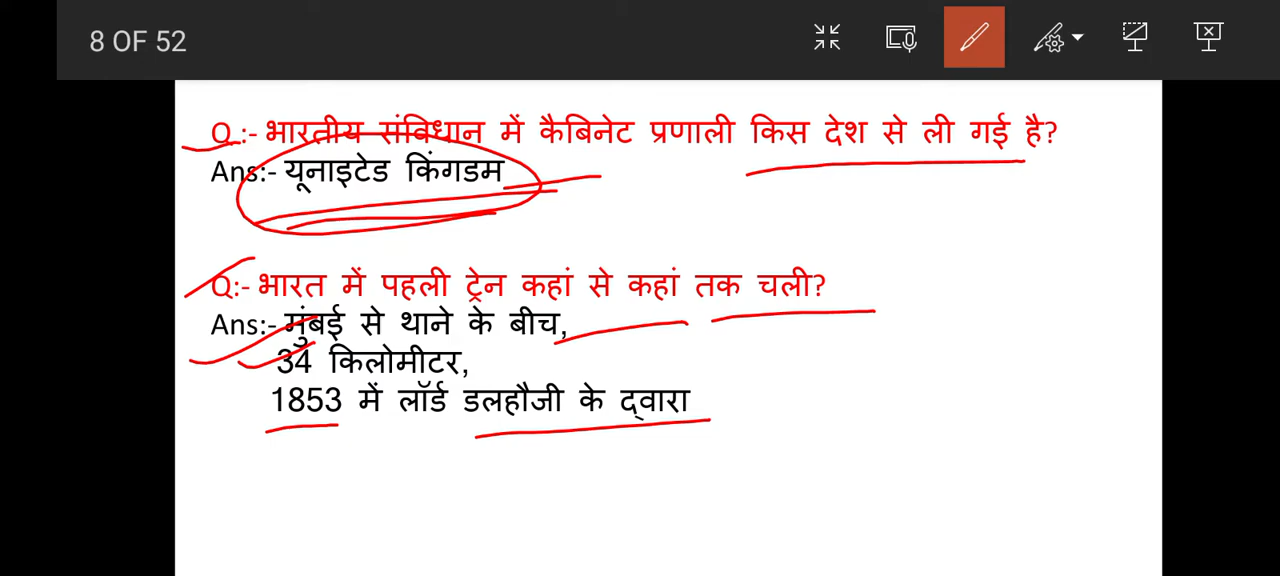 8 OF 52
Q.:- भारतीय संविधान में कैबिनेट प्रणाली किस देश से ली गई है?
Ans:- यूनाइटेड किंगडम
Q:- भारत में पहली ट्रेन कहां से कहां तक चली?
Ans:- मुंबई से थाने के बीच,
34 किलोमीटर,
1853 में लॉर्ड डलहौजी के द्वारा